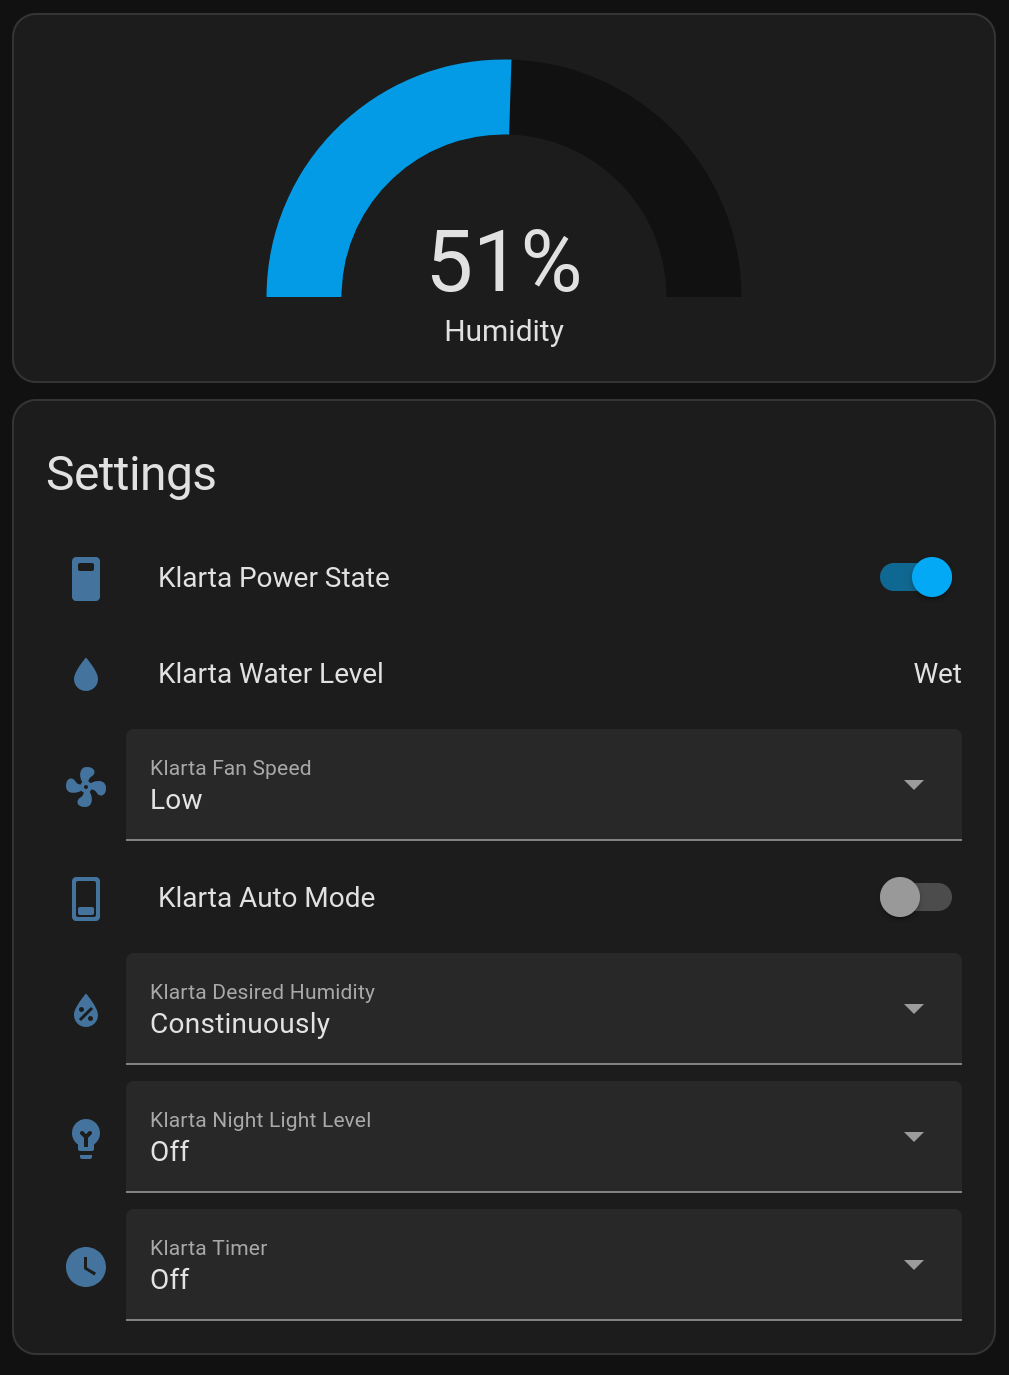 51%
Humidity
Settings
Klarta Power State
Klarta Water Level
Wet
Klarta Fan Speed
Low
Klarta Auto Mode
Klarta Desired Humidity
Constinuously
Klarta Night Light Level
Off
Klarta Timer
Off